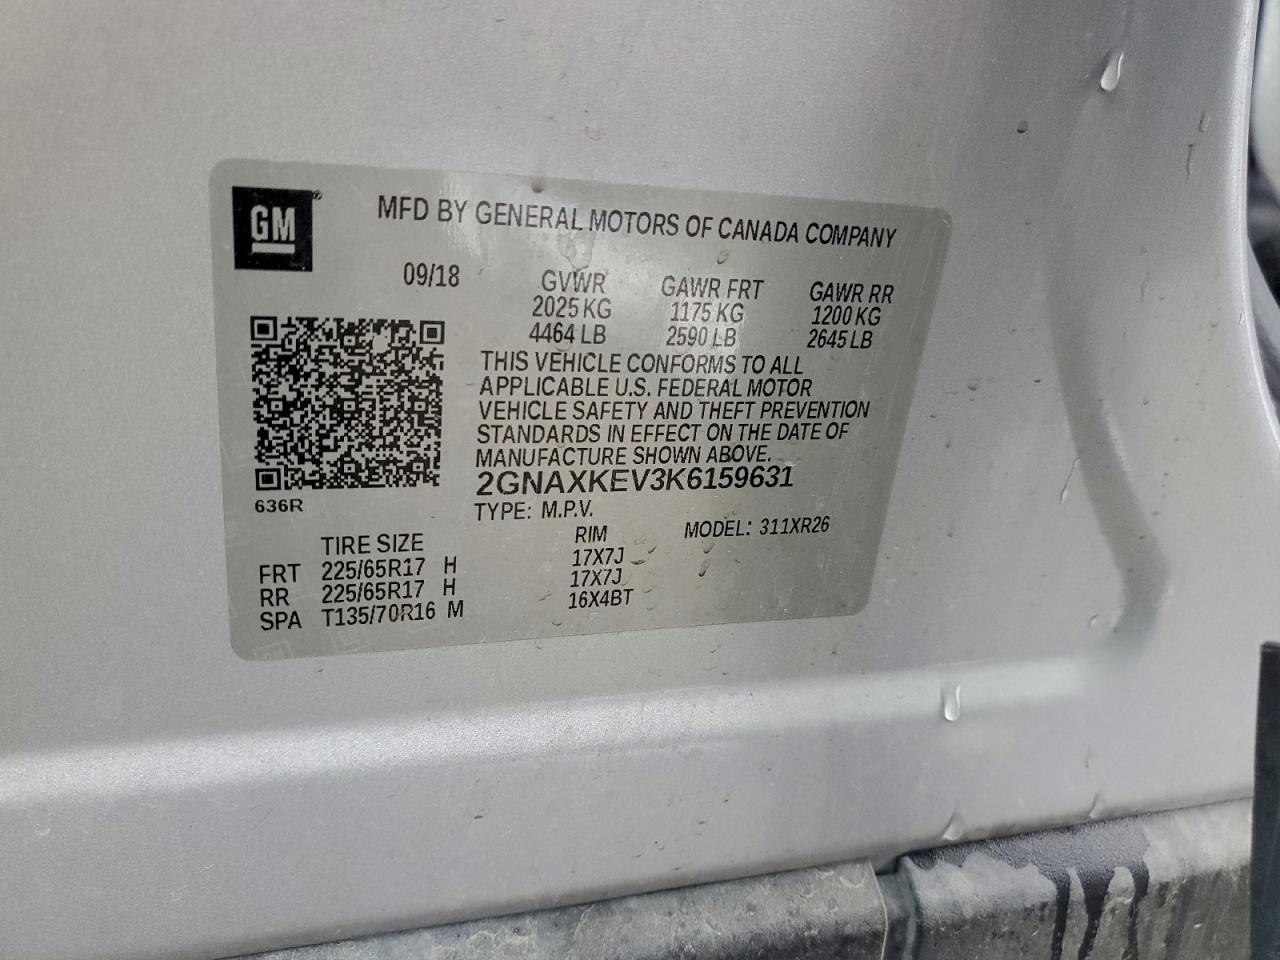 GM®
MFD BY GENERAL MOTORS OF CANADA COMPANY
09/18 GVWR GAWR FRT GAWR RR
2025 KG 1175 KG 1200 KG
4464 LB 2590 LB 2645 LB
THIS VEHICLE CONFORMS TO ALL
APPLICABLE U.S. FEDERAL MOTOR
VEHICLE SAFETY AND THEFT PREVENTION
STANDARDS IN EFFECT ON THE DATE OF
MANUFACTURE SHOWN ABOVE.
2GNAXKEV3K6159631
636R
TYPE: M.P.V.
TIRE SIZE RIM MODEL: 311XR26
FRT 225/65R17 H 17X7J
RR 225/65R17 H 17X7J
SPA T135/70R16 M 16X4BT